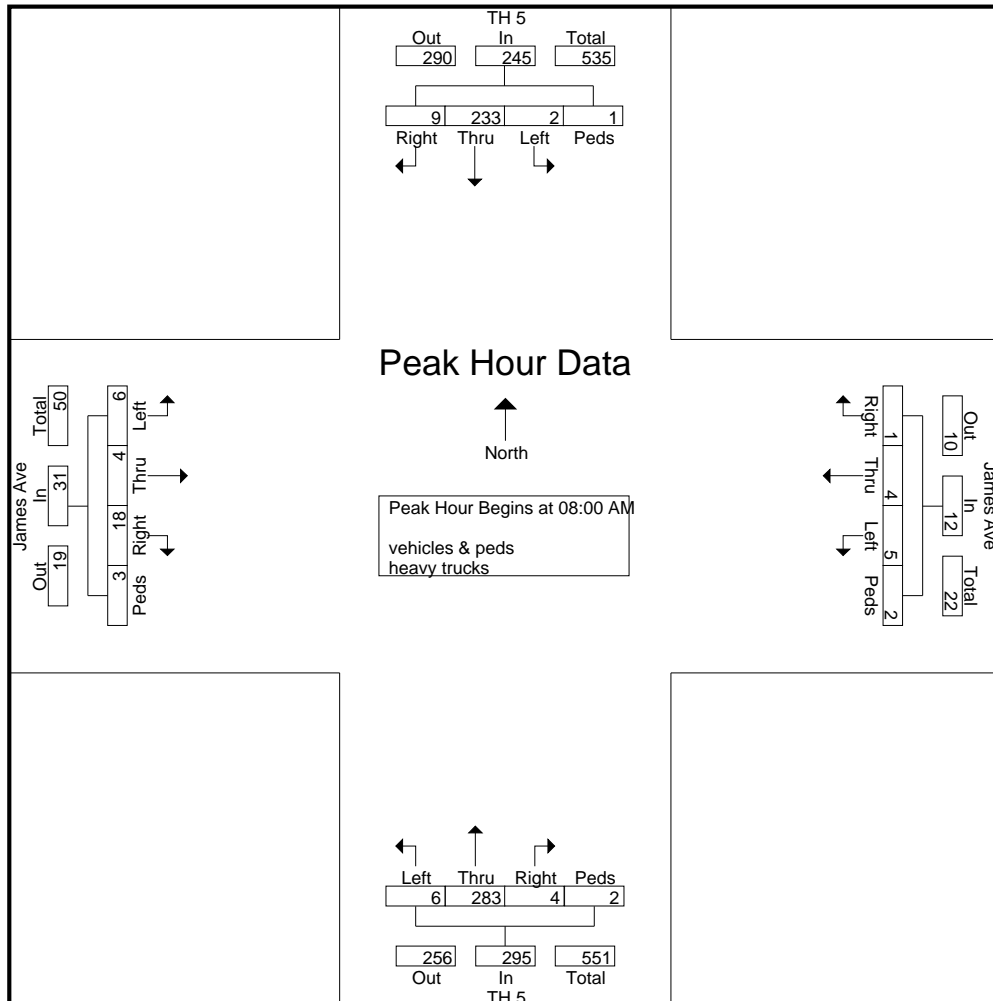 TH 5
Out In Total
290 245 535
9 233 2 1
Right Thru Left Peds
Peak Hour Data
North
Peak Hour Begins at 08:00 AM
vehicles & peds
heavy trucks
James Ave
Out In Total
19 31 50
3 18 4 6
Peds Right Thru Left
James Ave
Out In Total
10 12 22
1 4 5 2
Right Thru Left Peds
Left Thru Right Peds
6 283 4 2
256 295 551
Out In Total
TH 5